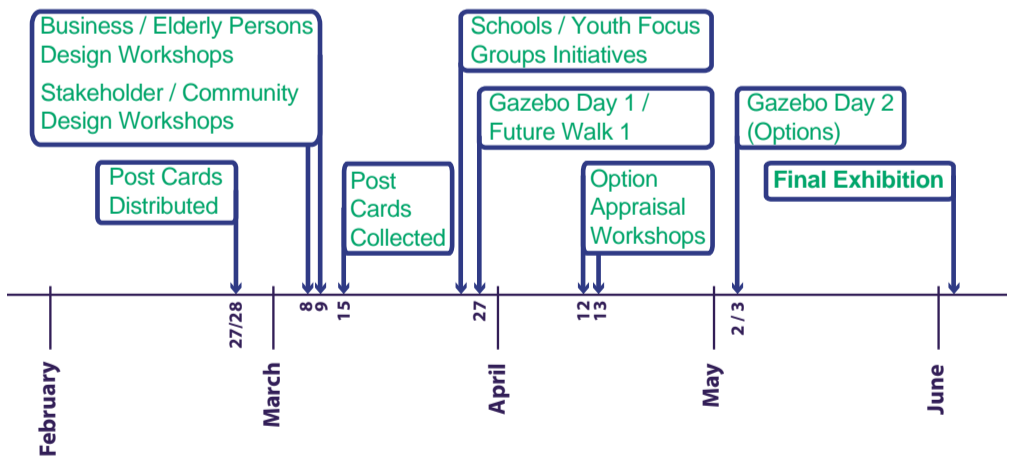 Business / Elderly Persons
Design Workshops
Stakeholder / Community
Design Workshops
Schools / Youth Focus
Groups Initiatives
Gazebo Day 1 /
Future Walk 1
Gazebo Day 2
(Options)
Post Cards
Distributed
Post
Cards
Collected
Option
Appraisal
Workshops
Final Exhibition
27/28
8
9
15
27
12
13
2 / 3
February
March
April
May
June